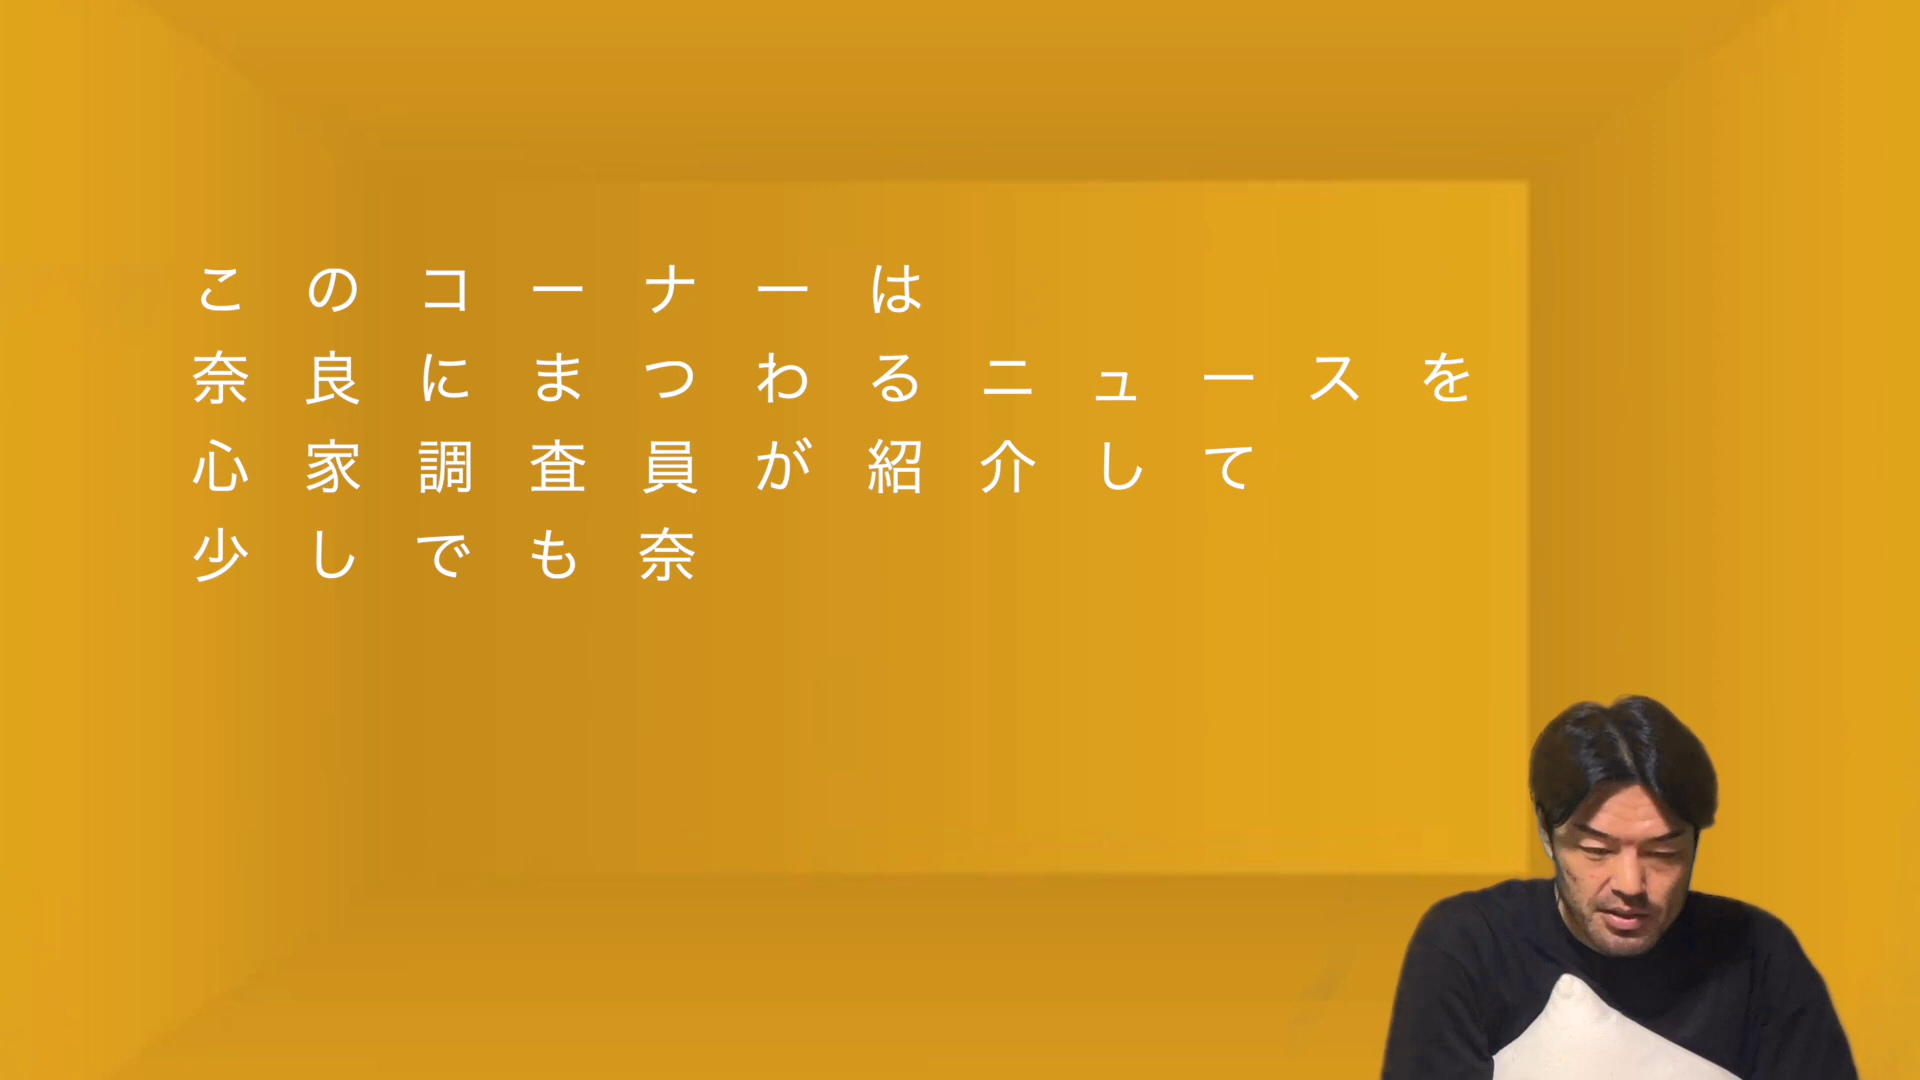 このコーナーは
奈良にまつわるニュースを
心家調査員が紹介して
少しでも奈